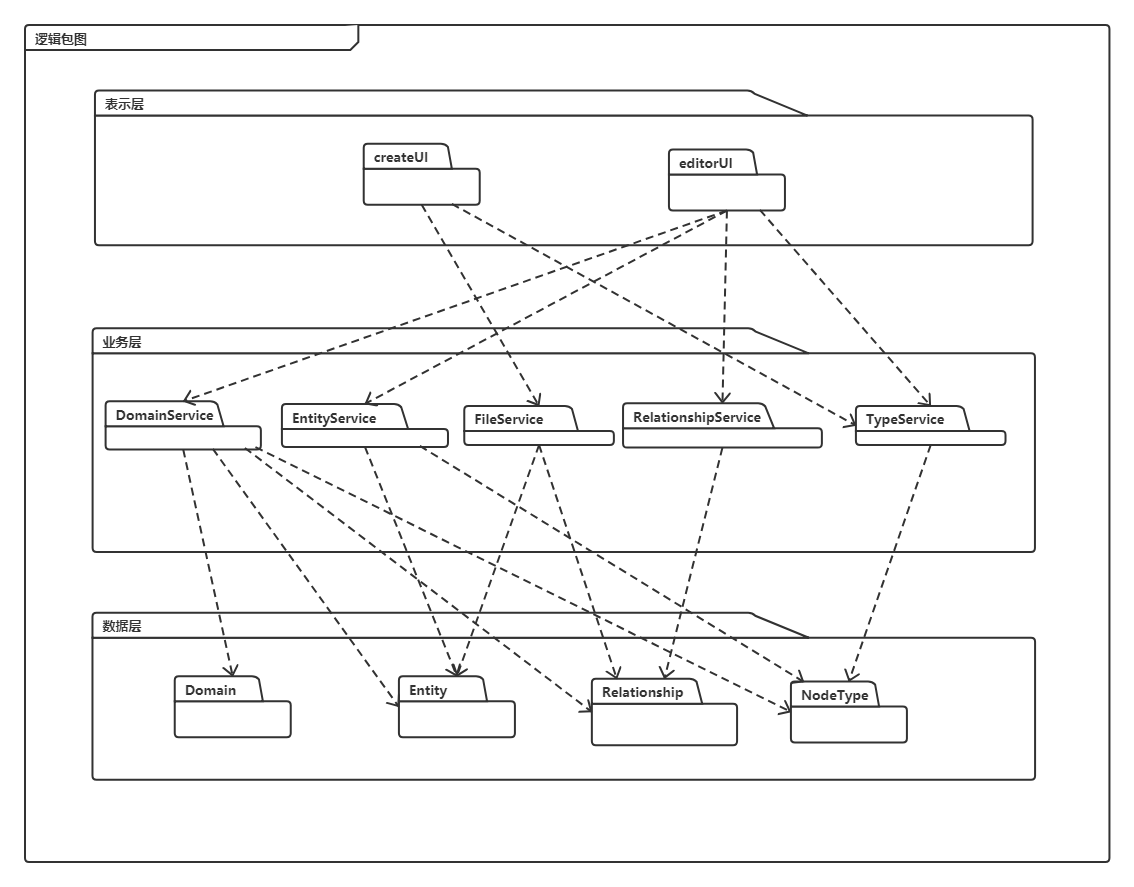 逻辑包图
表示层
createUI
editorUI
业务层
DomainService
EntityService
FileService
RelationshipService
TypeService
数据层
Domain
Entity
Relationship
NodeType